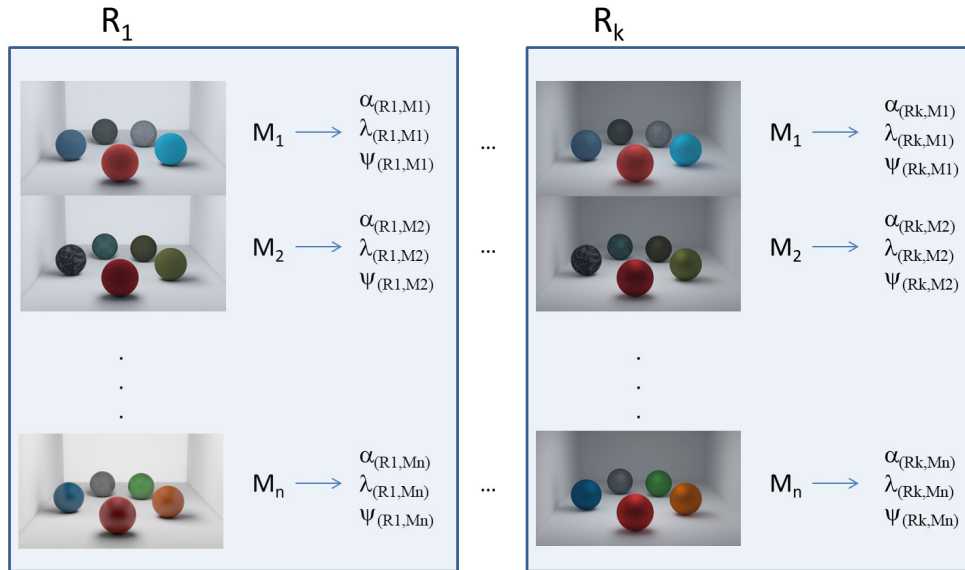 R1
M1
α(R1,M1)
λ(R1,M1)
ψ(R1,M1)
M2
α(R1,M2)
λ(R1,M2)
ψ(R1,M2)
.
.
.
Mn
α(R1,Mn)
λ(R1,Mn)
ψ(R1,Mn)
...
...
...
Rk
M1
α(Rk,M1)
λ(Rk,M1)
ψ(Rk,M1)
M2
α(Rk,M2)
λ(Rk,M2)
ψ(Rk,M2)
.
.
.
Mn
α(Rk,Mn)
λ(Rk,Mn)
ψ(Rk,Mn)